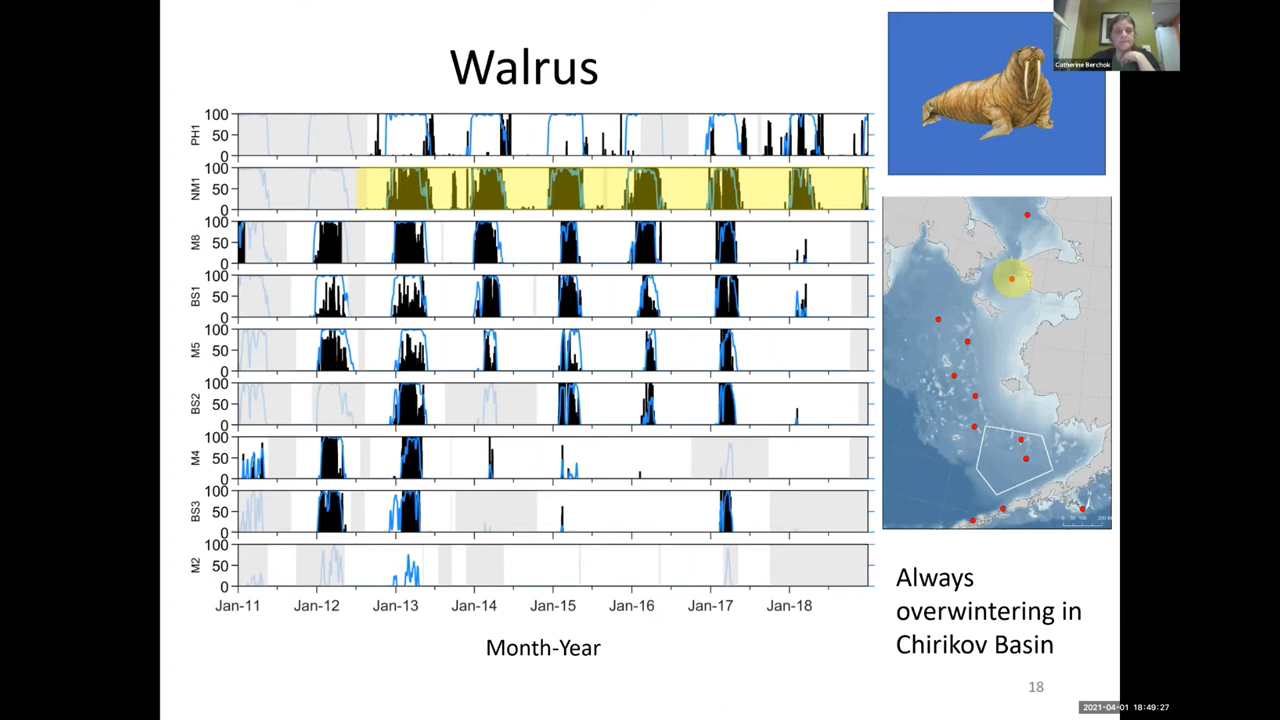 Walrus
Catherine Berchok
100
50
0
PH1
100
50
0
NM1
100
50
0
M8
100
50
0
BS1
100
50
0
M5
100
50
0
BS2
100
50
0
M4
100
50
0
BS3
100
50
0
M2
Jan-11 Jan-12 Jan-13 Jan-14 Jan-15 Jan-16 Jan-17 Jan-18
Month-Year
Always
overwintering in
Chirikov Basin
18
2021-04-01 18:49:27